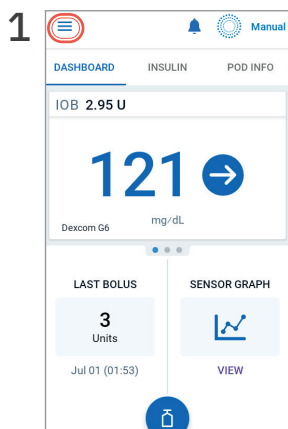 1
Manual
DASHBOARD INSULIN POD INFO
IOB 2.95 U
121
mg/dL
Dexcom G6
LAST BOLUS SENSOR GRAPH
3
Units
Jul 01 (01:53) VIEW